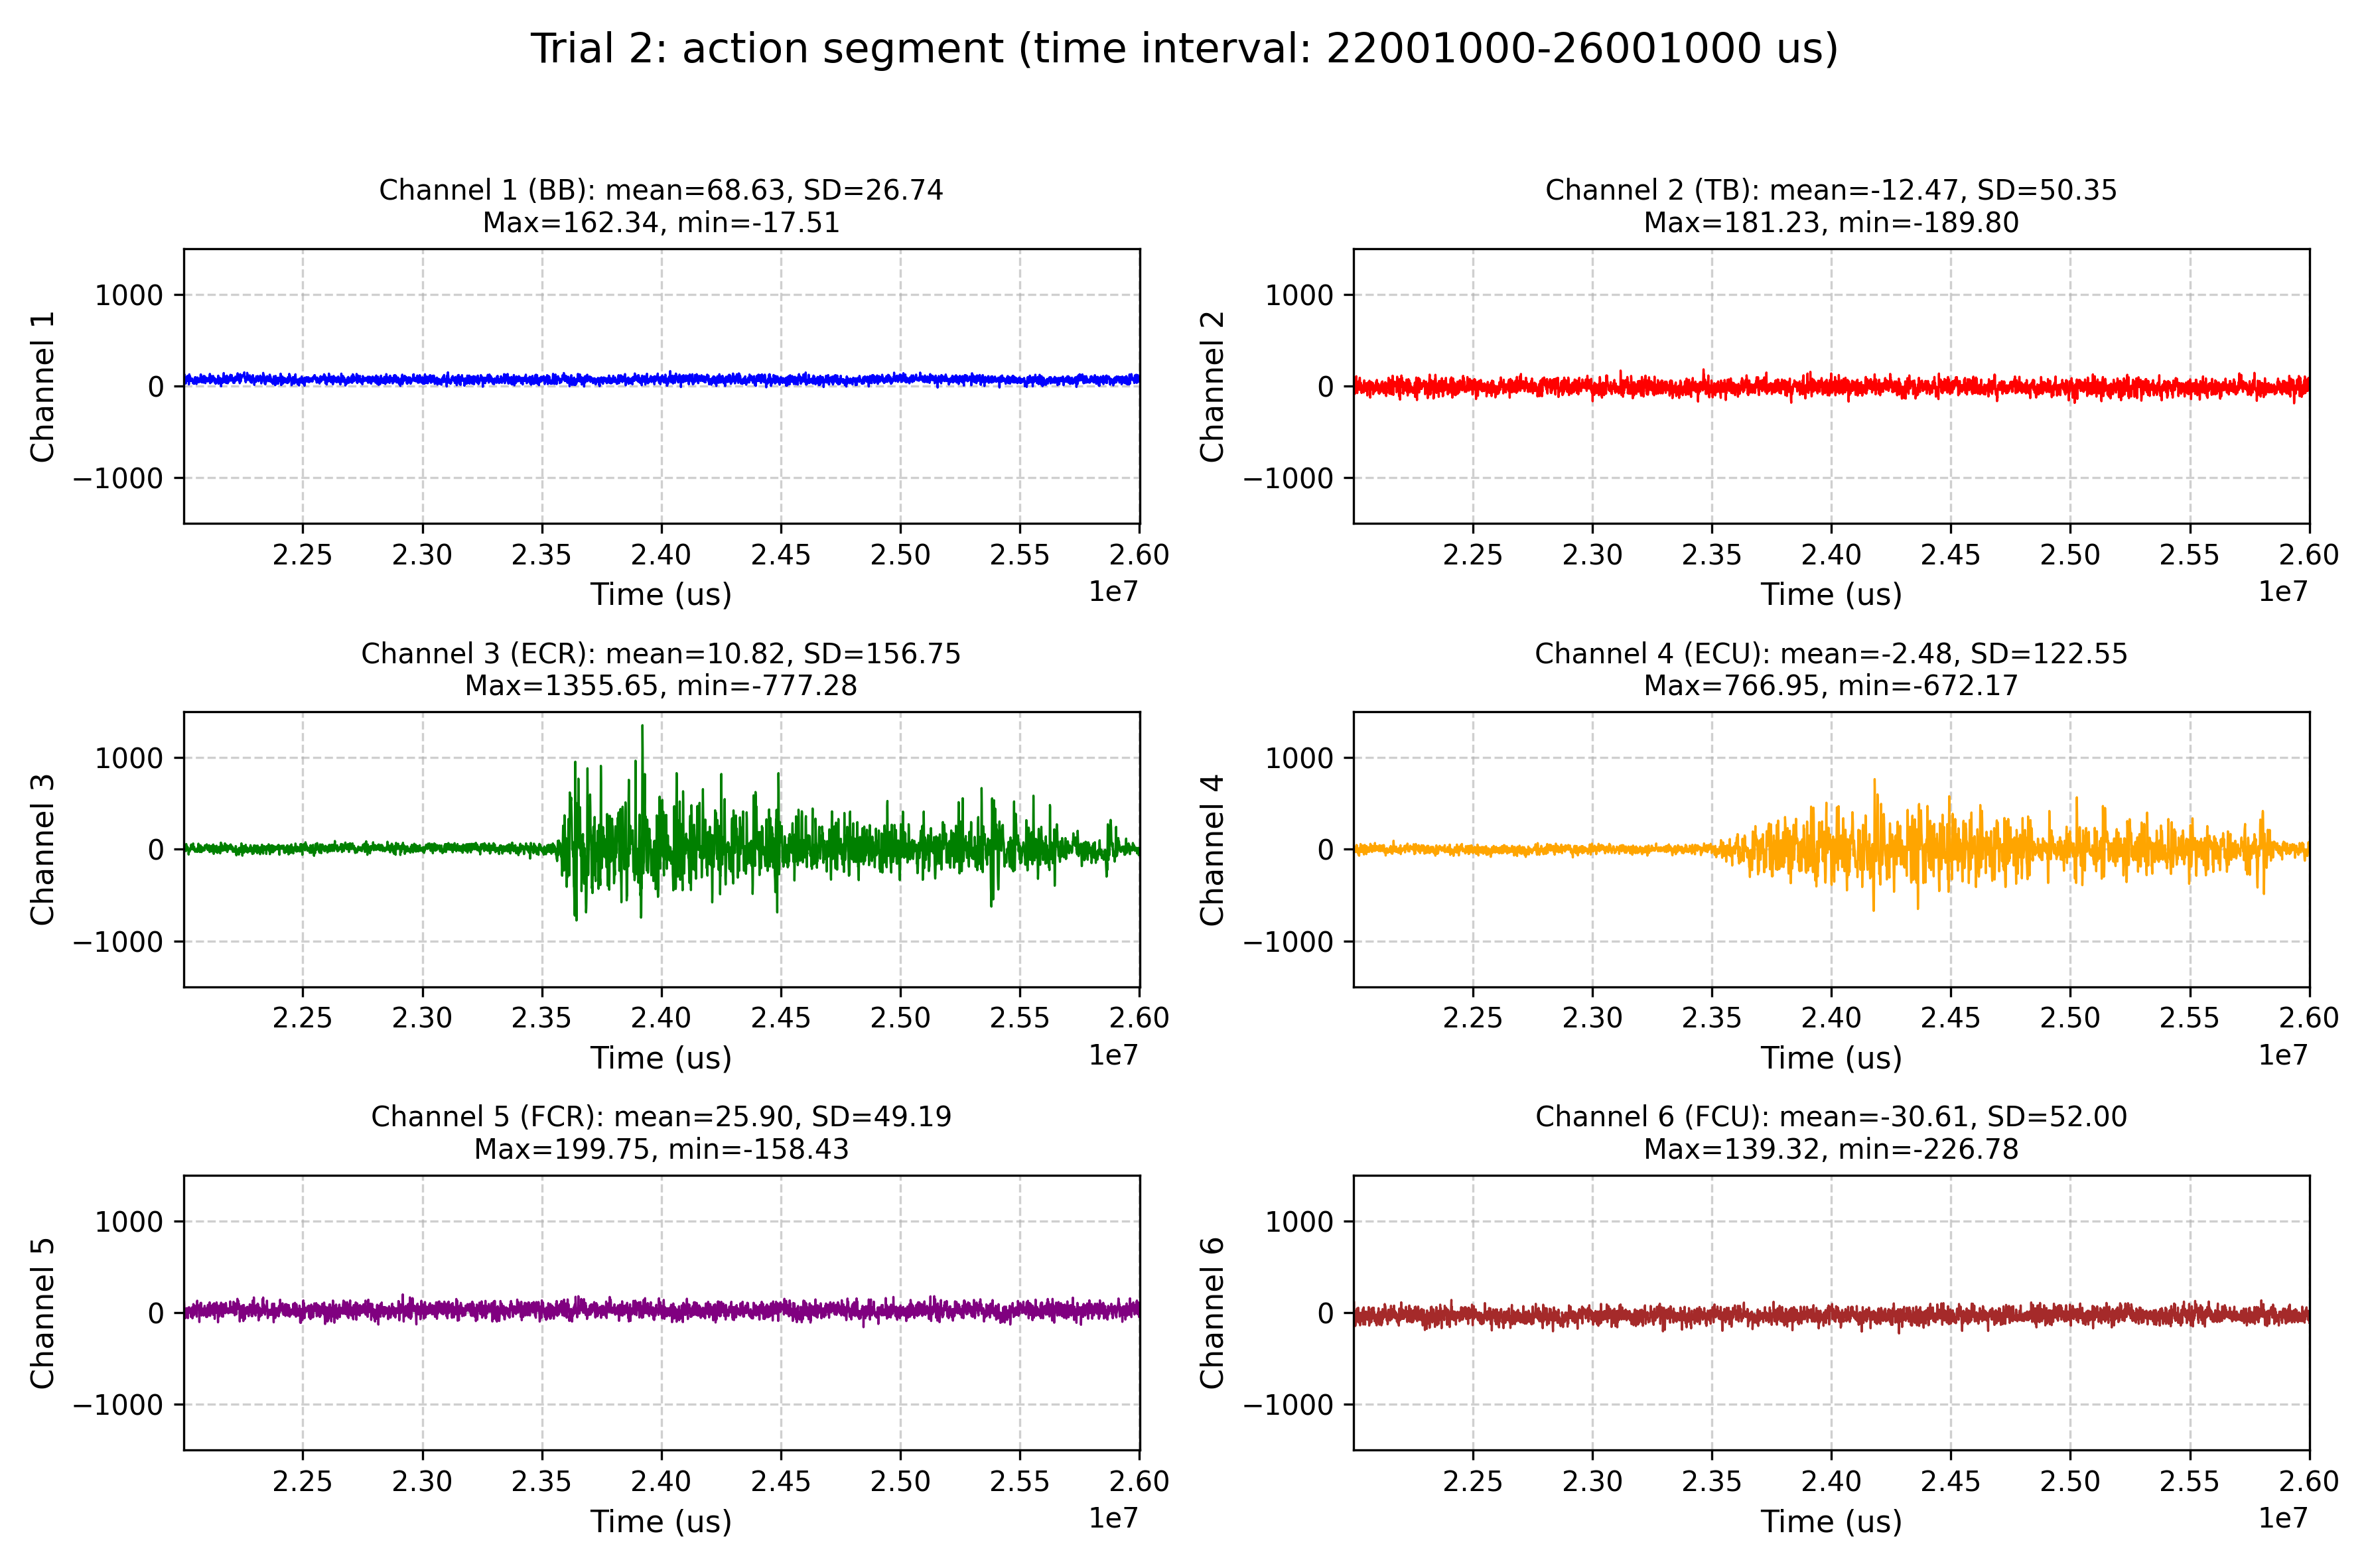 Trial 2: action segment (time interval: 22001000-26001000 us)
Channel 1 (BB): mean=68.63, SD=26.74
Max=162.34, min=-17.51
Channel 1
1000
0
−1000
2.25 2.30 2.35 2.40 2.45 2.50 2.55 2.60
Time (us)
1e7
Channel 2 (TB): mean=-12.47, SD=50.35
Max=181.23, min=-189.80
Channel 2
1000
0
−1000
2.25 2.30 2.35 2.40 2.45 2.50 2.55 2.60
Time (us)
1e7
Channel 3 (ECR): mean=10.82, SD=156.75
Max=1355.65, min=-777.28
Channel 3
1000
0
−1000
2.25 2.30 2.35 2.40 2.45 2.50 2.55 2.60
Time (us)
1e7
Channel 4 (ECU): mean=-2.48, SD=122.55
Max=766.95, min=-672.17
Channel 4
1000
0
−1000
2.25 2.30 2.35 2.40 2.45 2.50 2.55 2.60
Time (us)
1e7
Channel 5 (FCR): mean=25.90, SD=49.19
Max=199.75, min=-158.43
Channel 5
1000
0
−1000
2.25 2.30 2.35 2.40 2.45 2.50 2.55 2.60
Time (us)
1e7
Channel 6 (FCU): mean=-30.61, SD=52.00
Max=139.32, min=-226.78
Channel 6
1000
0
−1000
2.25 2.30 2.35 2.40 2.45 2.50 2.55 2.60
Time (us)
1e7